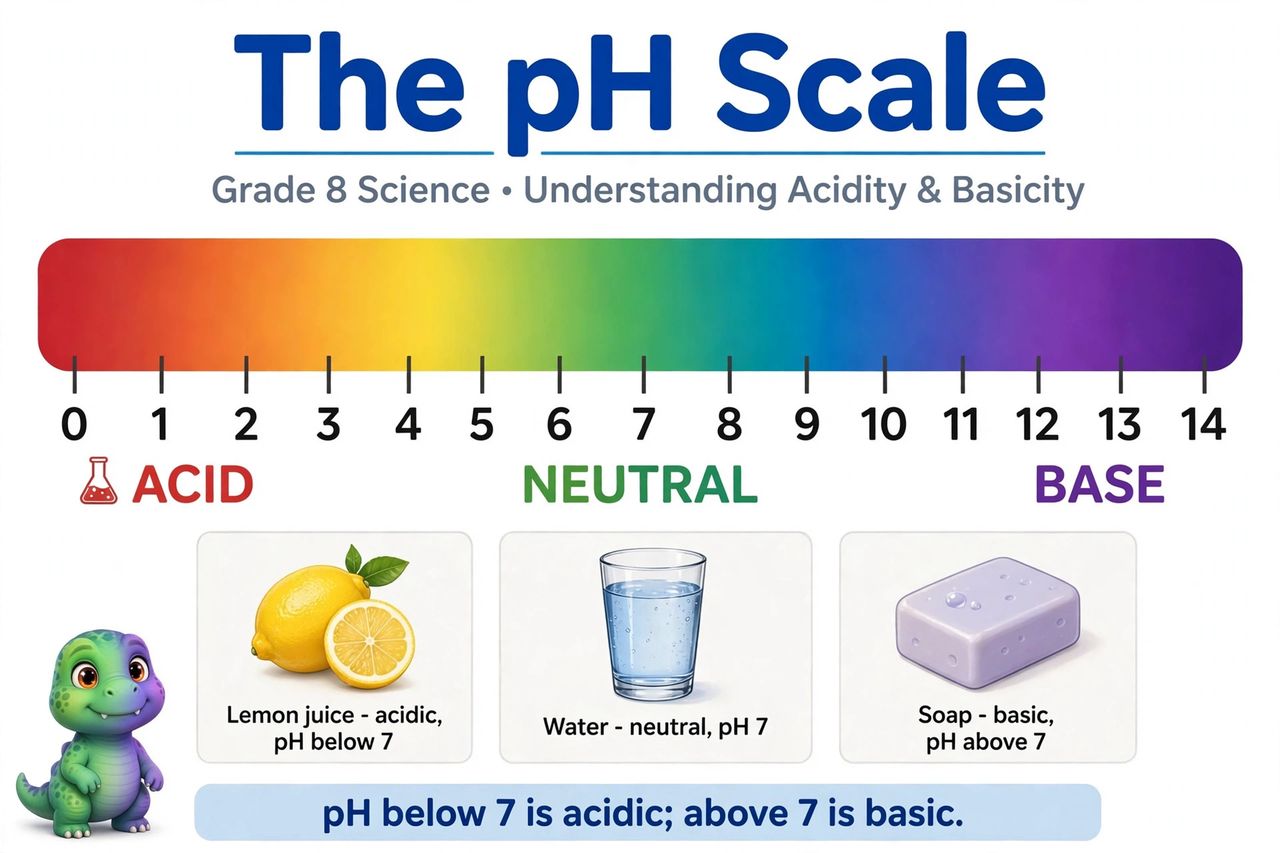 The pH Scale
Grade 8 Science • Understanding Acidity & Basicity
0 1 2 3 4 5 6 7 8 9 10 11 12 13 14
ACID NEUTRAL BASE
Lemon juice - acidic,
pH below 7
Water - neutral, pH 7
Soap - basic,
pH above 7
pH below 7 is acidic; above 7 is basic.